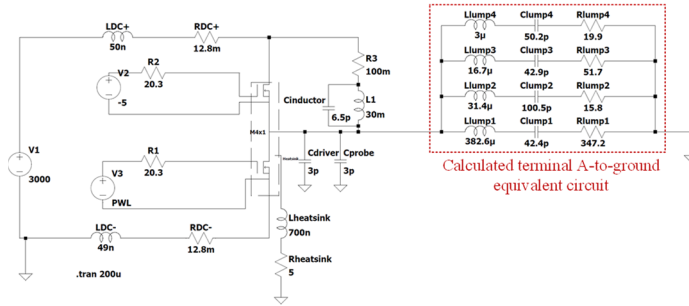 LDC+
50n
RDC+
12.8m
V2
-5
R2
20.3
R3
100m
Cinductor
6.5p
L1
30m
M4x1
V1
3000
V3
PWL
R1
20.3
Heatsink
Cdriver
3p
Cprobe
3p
LDC-
49n
RDC-
12.8m
Lheatsink
700n
Rheatsink
5
.tran 200u
Llump4 Clump4 Rlump4
3µ 50.2p 19.9
Llump3 Clump3 Rlump3
16.7µ 42.9p 51.7
Llump2 Clump2 Rlump2
31.4µ 100.5p 15.8
Llump1 Clump1 Rlump1
382.6µ 42.4p 347.2
Calculated terminal A-to-ground
equivalent circuit